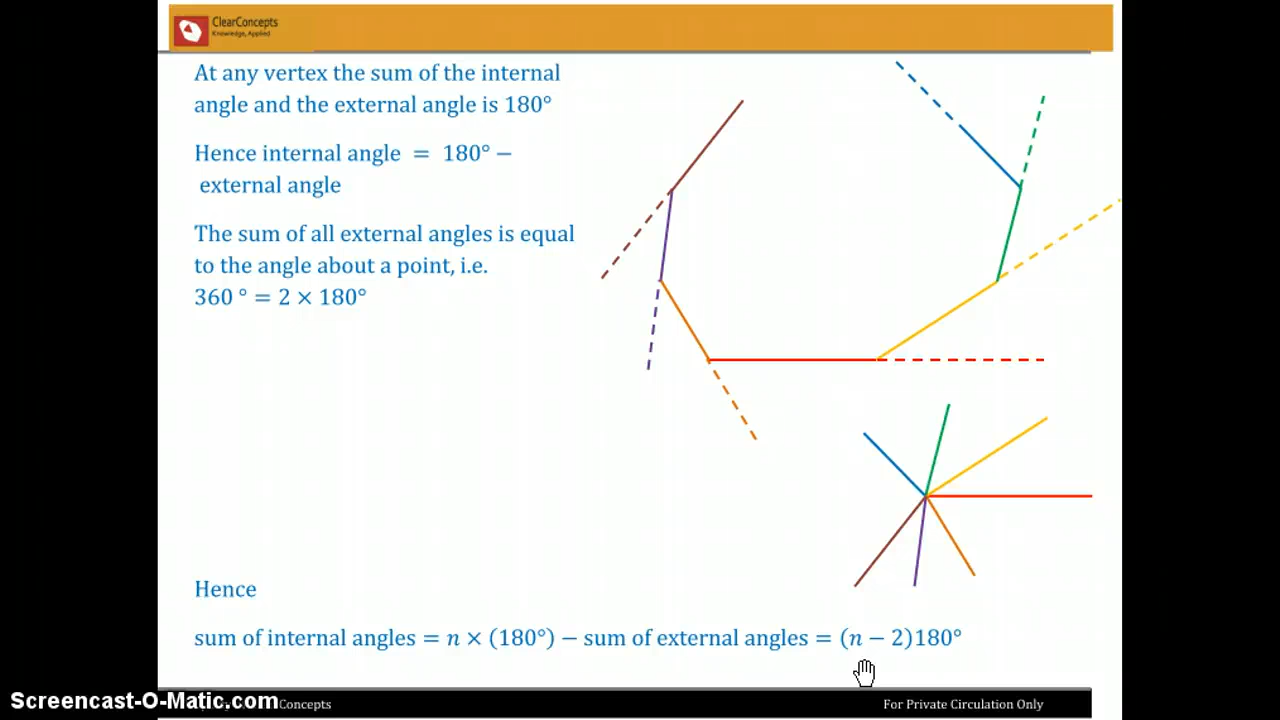 ClearConcepts
Knowledge, Applied
At any vertex the sum of the internal
angle and the external angle is 180°
Hence internal angle = 180° −
external angle
The sum of all external angles is equal
to the angle about a point, i.e.
360 ° = 2 × 180°
Hence
sum of internal angles = n × (180°) − sum of external angles = (n − 2)180°
Screencast-O-Matic.com
Concepts
For Private Circulation Only